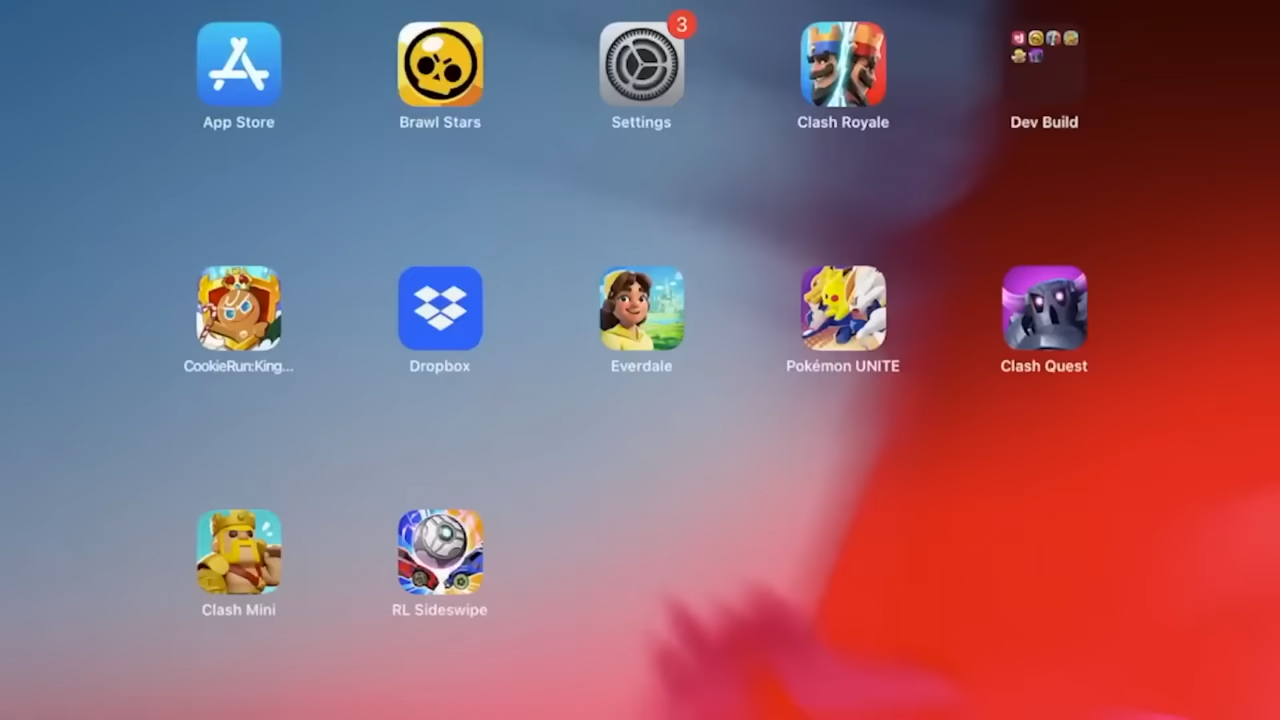 3
App Store
Brawl Stars
Settings
Clash Royale
Dev Build
CookieRun:King...
Dropbox
Everdale
Pokémon UNITE
Clash Quest
Clash Mini
RL Sideswipe